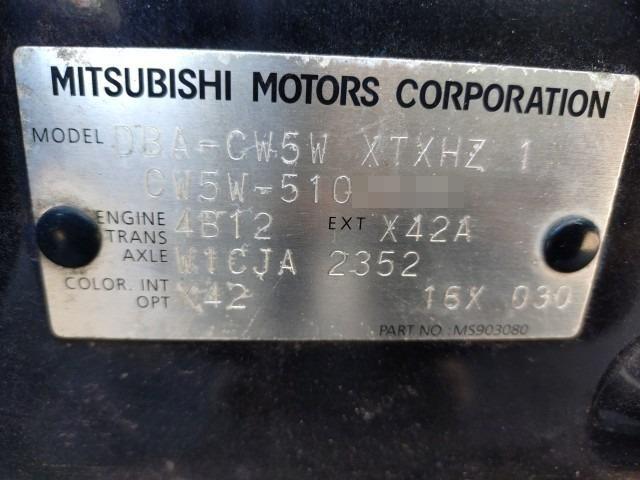 MITSUBISHI MOTORS CORPORATION
MODEL DBA-CW5W XTXHZ 1
CW5W-510
ENGINE 4B12 EXT X42A
TRANS
AXLE W1CJA 2352
COLOR. INT
OPT X42 16X 030
PART NO.:MS903080